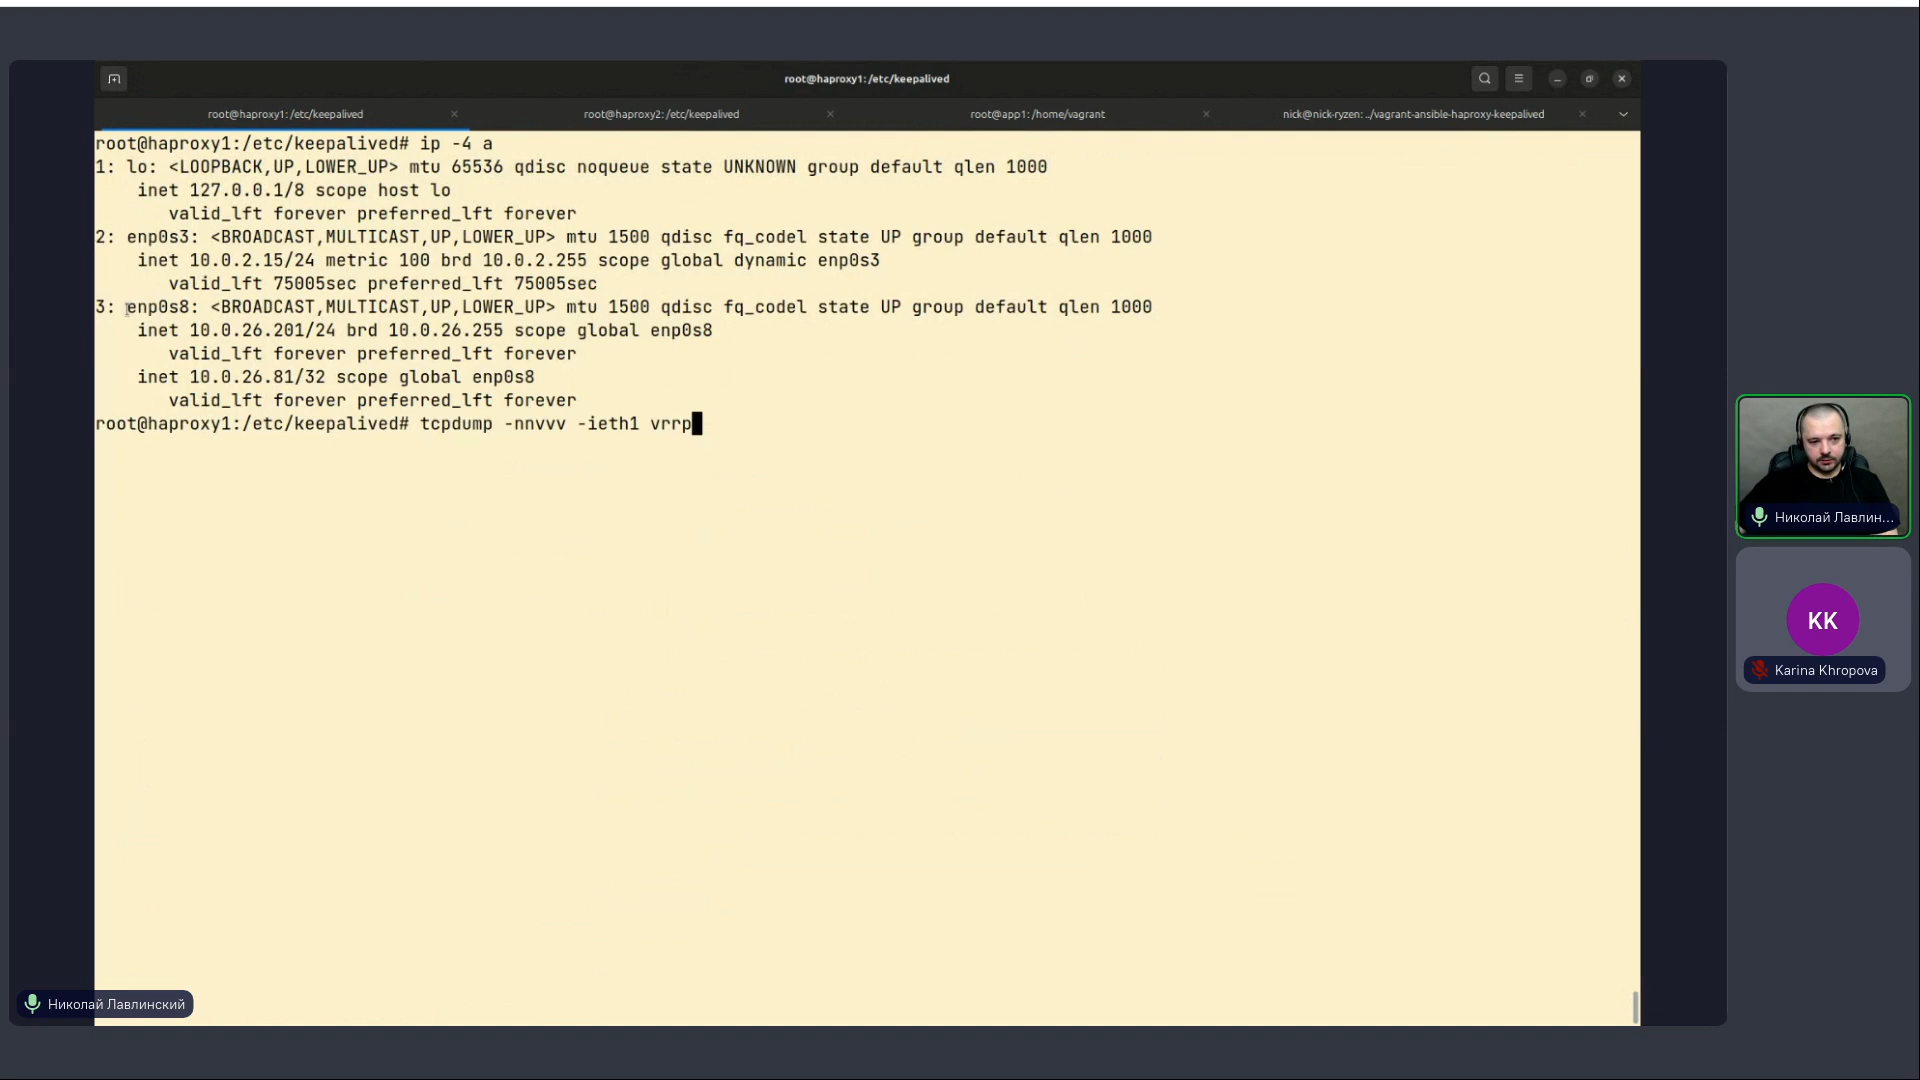 root@haproxy1:/etc/keepalived
root@haproxy1:/etc/keepalived
root@haproxy2:/etc/keepalived
root@app1:/home/vagrant
nick@nick-ryzen: ../vagrant-ansible-haproxy-keepalived
root@haproxy1:/etc/keepalived# ip -4 a
1: lo: <LOOPBACK,UP,LOWER_UP> mtu 65536 qdisc noqueue state UNKNOWN group default qlen 1000
inet 127.0.0.1/8 scope host lo
valid_lft forever preferred_lft forever
2: enp0s3: <BROADCAST,MULTICAST,UP,LOWER_UP> mtu 1500 qdisc fq_codel state UP group default qlen 1000
inet 10.0.2.15/24 metric 100 brd 10.0.2.255 scope global dynamic enp0s3
valid_lft 75005sec preferred_lft 75005sec
3: enp0s8: <BROADCAST,MULTICAST,UP,LOWER_UP> mtu 1500 qdisc fq_codel state UP group default qlen 1000
inet 10.0.26.201/24 brd 10.0.26.255 scope global enp0s8
valid_lft forever preferred_lft forever
inet 10.0.26.81/32 scope global enp0s8
valid_lft forever preferred_lft forever
root@haproxy1:/etc/keepalived# tcpdump -nnvvv -ieth1 vrrp
Николай Лавлин...
KK
Karina Khropova
Николай Лавлинский